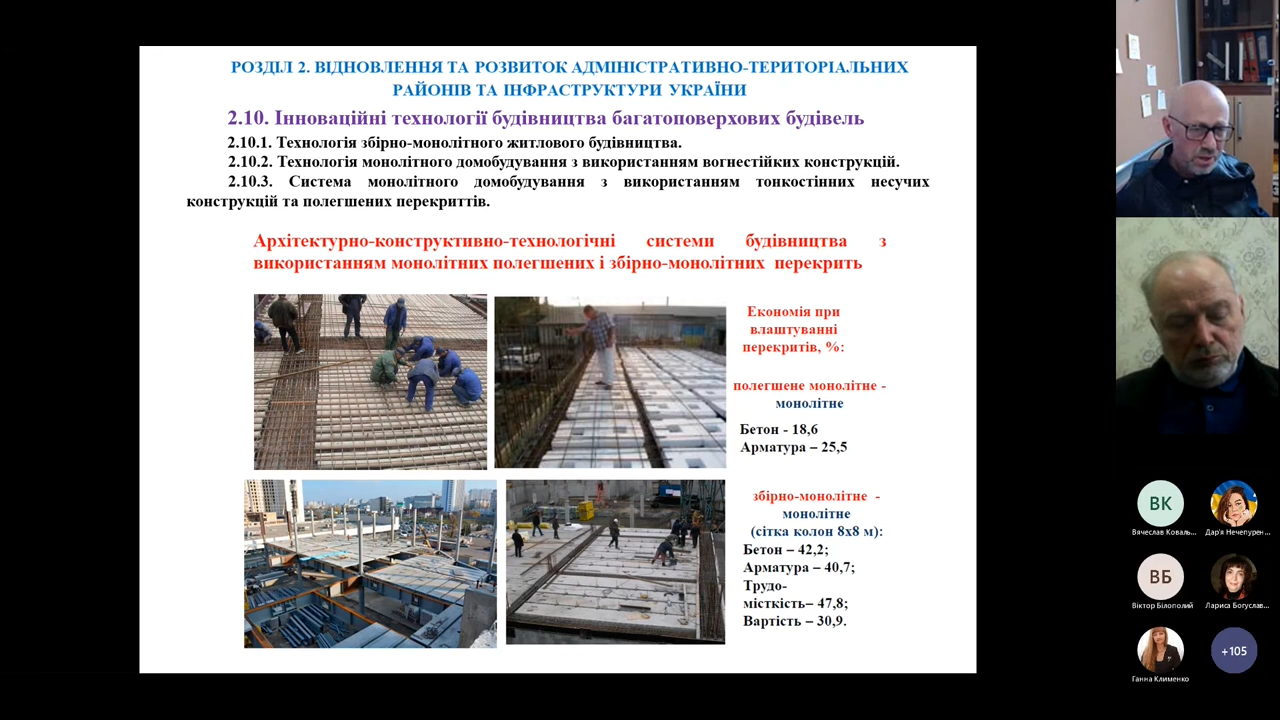 РОЗДІЛ 2. ВІДНОВЛЕННЯ ТА РОЗВИТОК АДМІНІСТРАТИВНО-ТЕРИТОРІАЛЬНИХ
РАЙОНІВ ТА ІНФРАСТРУКТУРИ УКРАЇНИ
2.10. Інноваційні технології будівництва багатоповерхових будівель
2.10.1. Технологія збірно-монолітного житлового будівництва.
2.10.2. Технологія монолітного домобудування з використанням вогнестійких конструкцій.
2.10.3. Система монолітного домобудування з використанням тонкостінних несучих
конструкцій та полегшених перекриттів.
Архітектурно-конструктивно-технологічні системи будівництва з
використанням монолітних полегшених і збірно-монолітних перекрить
Економія при
влаштуванні
перекритів, %:
полегшене монолітне -
монолітне
Бетон - 18,6
Арматура – 25,5
збірно-монолітне -
монолітне
(сітка колон 8х8 м):
Бетон – 42,2;
Арматура – 40,7;
Трудо-
місткість– 47,8;
Вартість – 30,9.
ВК
Вячеслав Коваль...
Дар'я Нечепурен...
ВБ
Віктор Білополий
Лариса Богуслав...
Ганна Клименко
+105